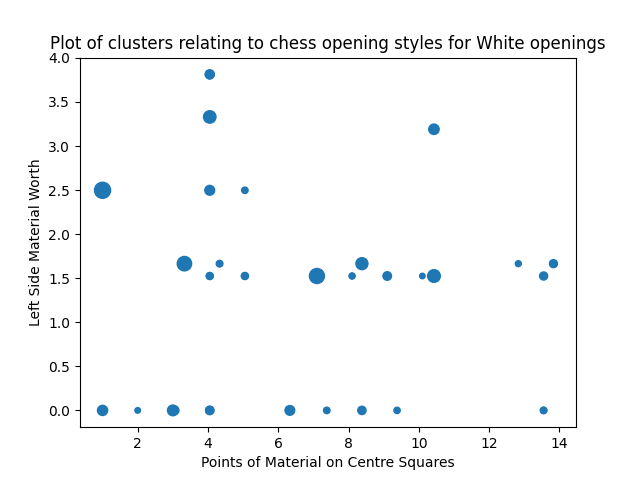 Plot of clusters relating to chess opening styles for White openings
4.0
3.5
3.0
2.5
2.0
1.5
1.0
0.5
0.0
Left Side Material Worth
2 4 6 8 10 12 14
Points of Material on Centre Squares